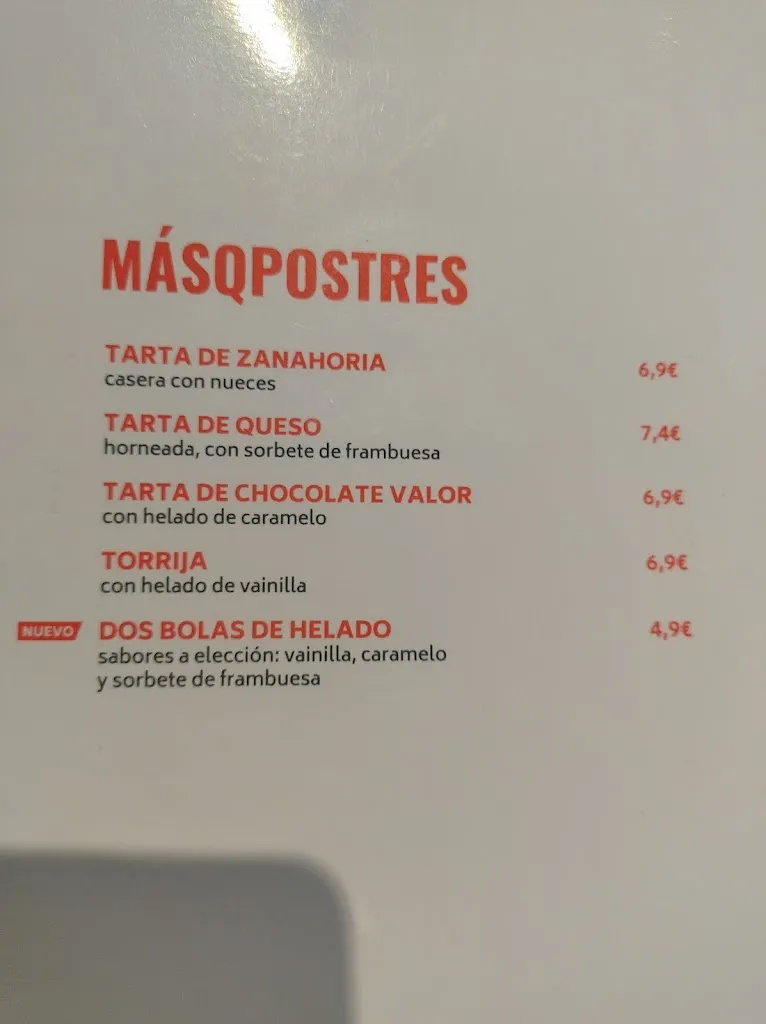 MÁSQPOSTRES
TARTA DE ZANAHORIA 6,9€
casera con nueces
TARTA DE QUESO 7,4€
horneada, con sorbete de frambuesa
TARTA DE CHOCOLATE VALOR 6,9€
con helado de caramelo
TORRIJA 6,9€
con helado de vainilla
NUEVO DOS BOLAS DE HELADO 4,9€
sabores a elección: vainilla, caramelo
y sorbete de frambuesa